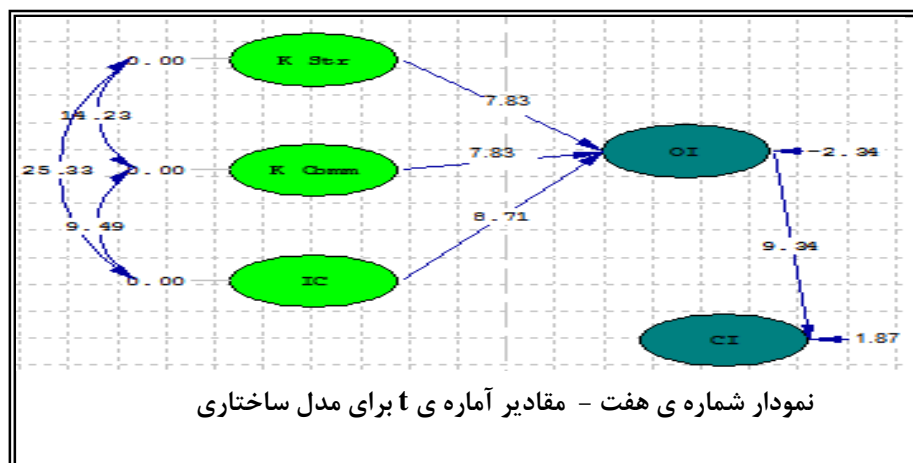 0.00
K Str
7.83
14.23
OI
-2.34
7.83
25.33
0.00
K Comm
8.71
9.49
9.34
0.00
IC
CI
1.87
نمودار شماره ی هفت - مقادیر آماره ی t برای مدل ساختاری